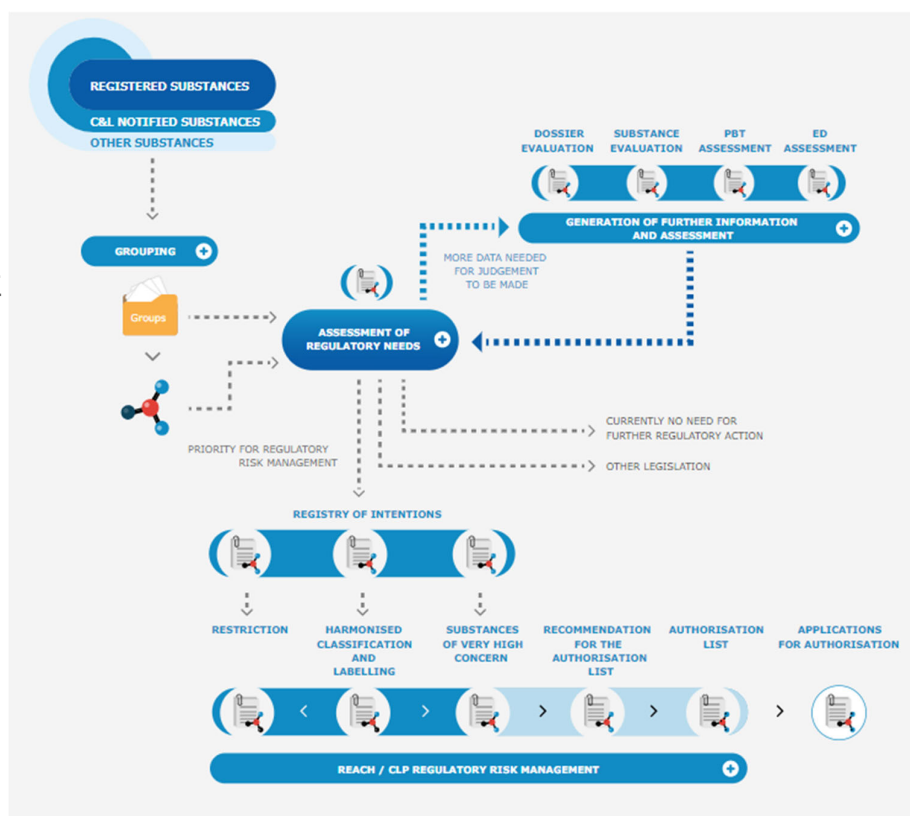 REGISTERED SUBSTANCES
C&L NOTIFIED SUBSTANCES
OTHER SUBSTANCES
DOSSIER
EVALUATION
SUBSTANCE
EVALUATION
PBT
ASSESSMENT
ED
ASSESSMENT
GENERATION OF FURTHER INFORMATION
AND ASSESSMENT
GROUPING
MORE DATA NEEDED
FOR JUDGEMENT
TO BE MADE
Groups
ASSESSMENT OF
REGULATORY NEEDS
CURRENTLY NO NEED FOR
FURTHER REGULATORY ACTION
PRIORITY FOR REGULATORY
RISK MANAGEMENT
OTHER LEGISLATION
REGISTRY OF INTENTIONS
RESTRICTION
HARMONISED
CLASSIFICATION
AND
LABELLING
SUBSTANCES
OF VERY HIGH
CONCERN
RECOMMENDATION
FOR THE
AUTHORISATION
LIST
AUTHORISATION
LIST
APPLICATIONS
FOR AUTHORISATION
REACH / CLP REGULATORY RISK MANAGEMENT